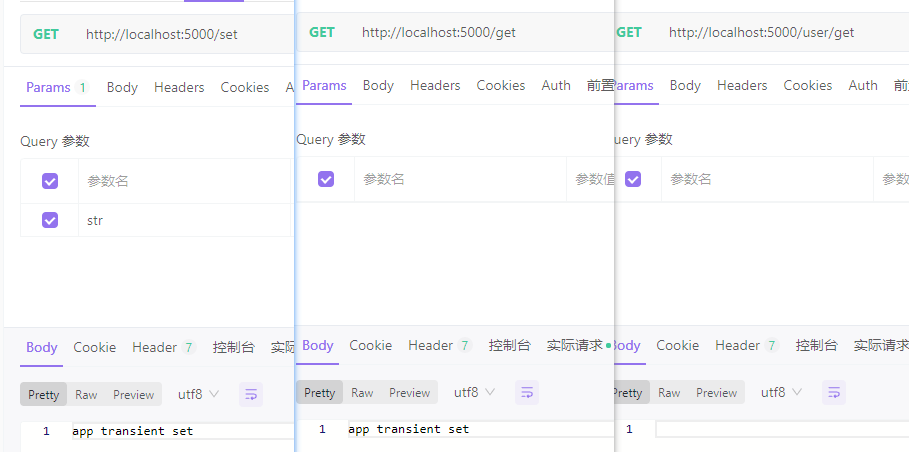 GET http://localhost:5000/set
Params 1 Body Headers Cookies A
Query 参数
参数名
str
Body Cookie Header 7 控制台 实际
Pretty Raw Preview utf8
1 app transient set
GET http://localhost:5000/get
Params Body Headers Cookies Auth 前置
Query 参数
参数名 参数值
Body Cookie Header 7 控制台 实际请求
Pretty Raw Preview utf8
1 app transient set
GET http://localhost:5000/user/get
arams Body Headers Cookies Auth 前置
uery 参数
参数名 参数
Body Cookie Header 7 控制台 实际请求
Pretty Raw Preview utf8
1